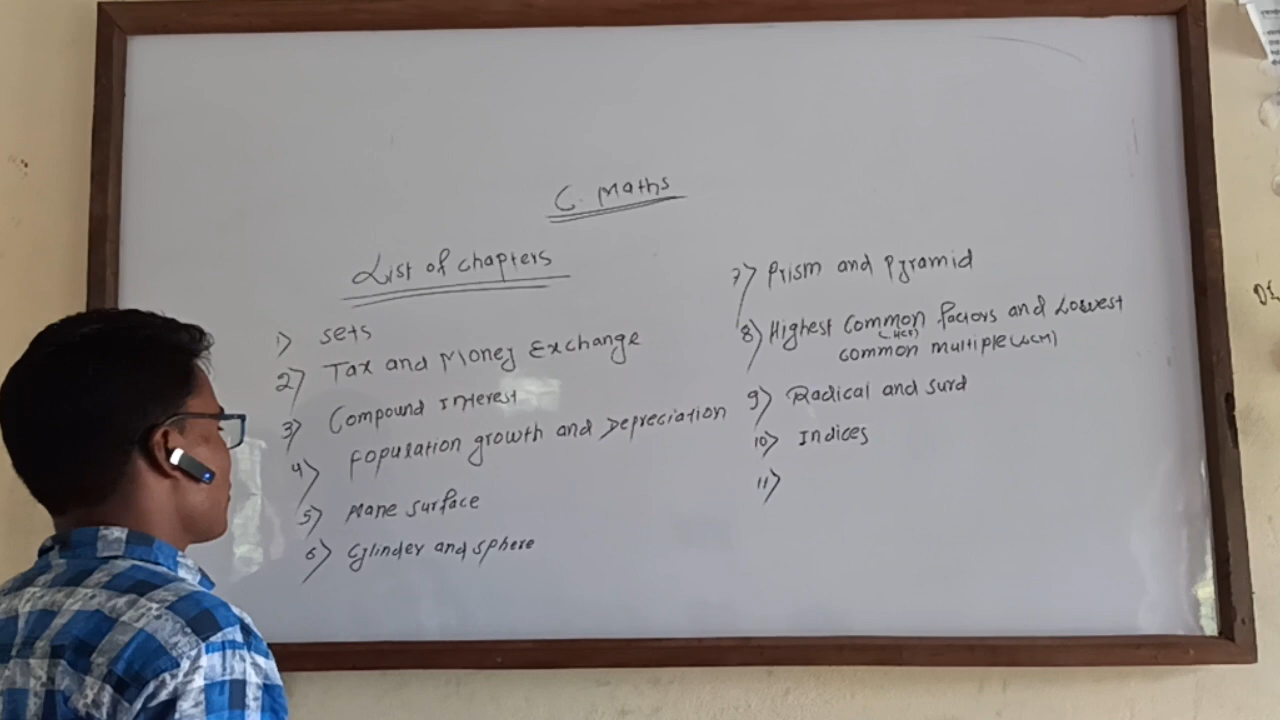 C. Maths
List of chapters
1) sets
2) Tax and Money Exchange
3) Compound Interest
4) Population growth and Depreciation
5) Plane surface
6) Cylinder and sphere
7) Prism and Pyramid
8) Highest Common factors and Lowest
(HCF)
common multiple (LCM)
9) Radical and surd
10) Indices
11)